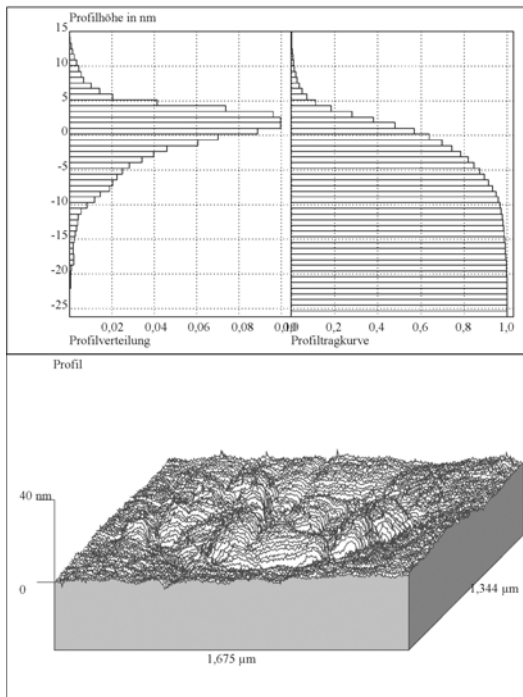 Profilhöhe in nm
15
10
5
0
-5
-10
-15
-20
-25
0,02 0,04 0,06 0,08 0,2 0,4 0,6 0,8 1,0
Profilverteilung Profiltragkurve
Profil
40 nm
0
1,344 µm
1,675 µm